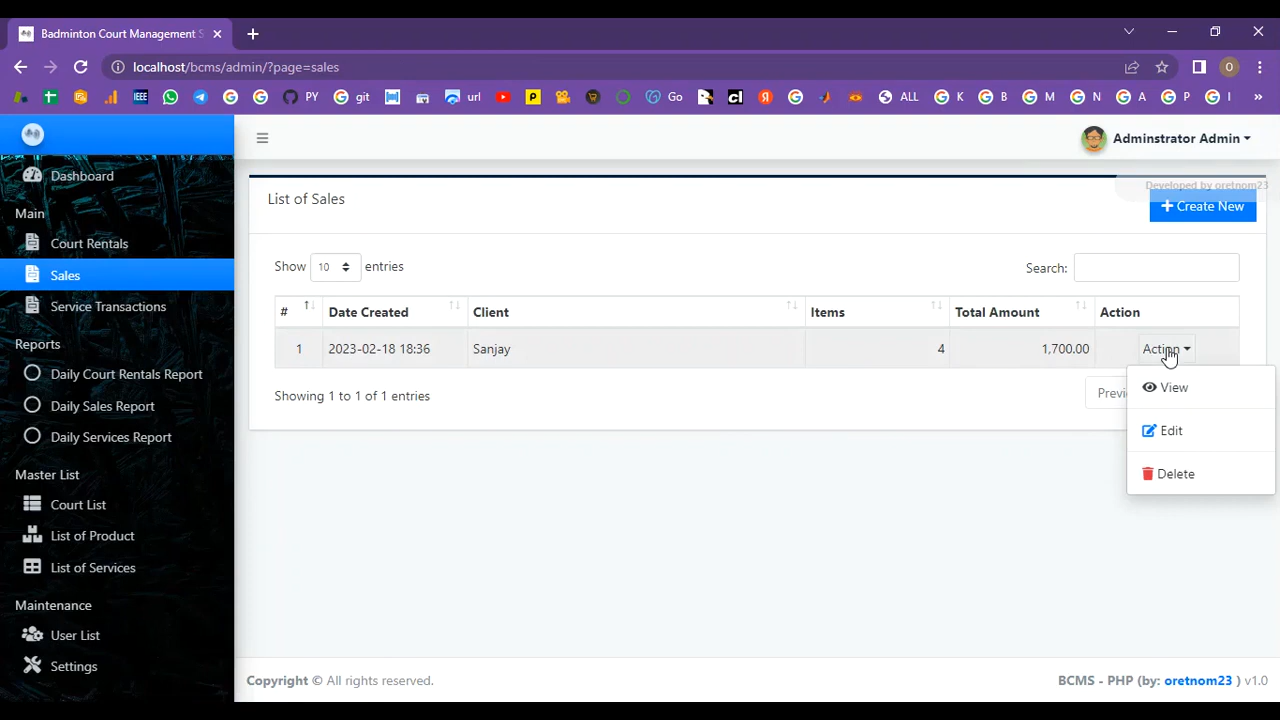 Badminton Court Management S
localhost/bcms/admin/?page=sales
IEEE PY git url Go ALL K B M N A P I
Adminstrator Admin
Developed by oretnom23
Dashboard
Main
Court Rentals
Sales
Service Transactions
Reports
Daily Court Rentals Report
Daily Sales Report
Daily Services Report
Master List
Court List
List of Product
List of Services
Maintenance
User List
Settings
List of Sales
Create New
Show 10 entries
Search:
# Date Created Client Items Total Amount Action
1 2023-02-18 18:36 Sanjay 4 1,700.00 Action
Showing 1 to 1 of 1 entries
View
Edit
Delete
Copyright © All rights reserved.
BCMS - PHP (by: oretnom23 ) v1.0